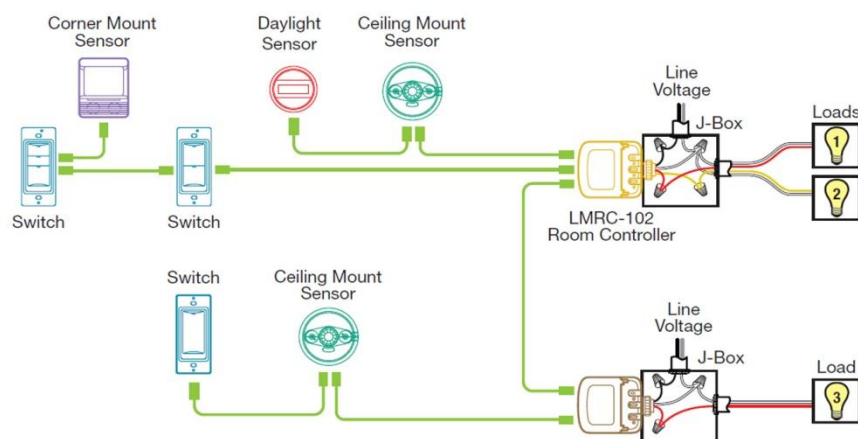 Corner Mount
Sensor
Daylight
Sensor
Ceiling Mount
Sensor
Line
Voltage
J-Box
Loads
1
2
Switch
Switch
LMRC-102
Room Controller
Switch
Ceiling Mount
Sensor
Line
Voltage
J-Box
Load
3